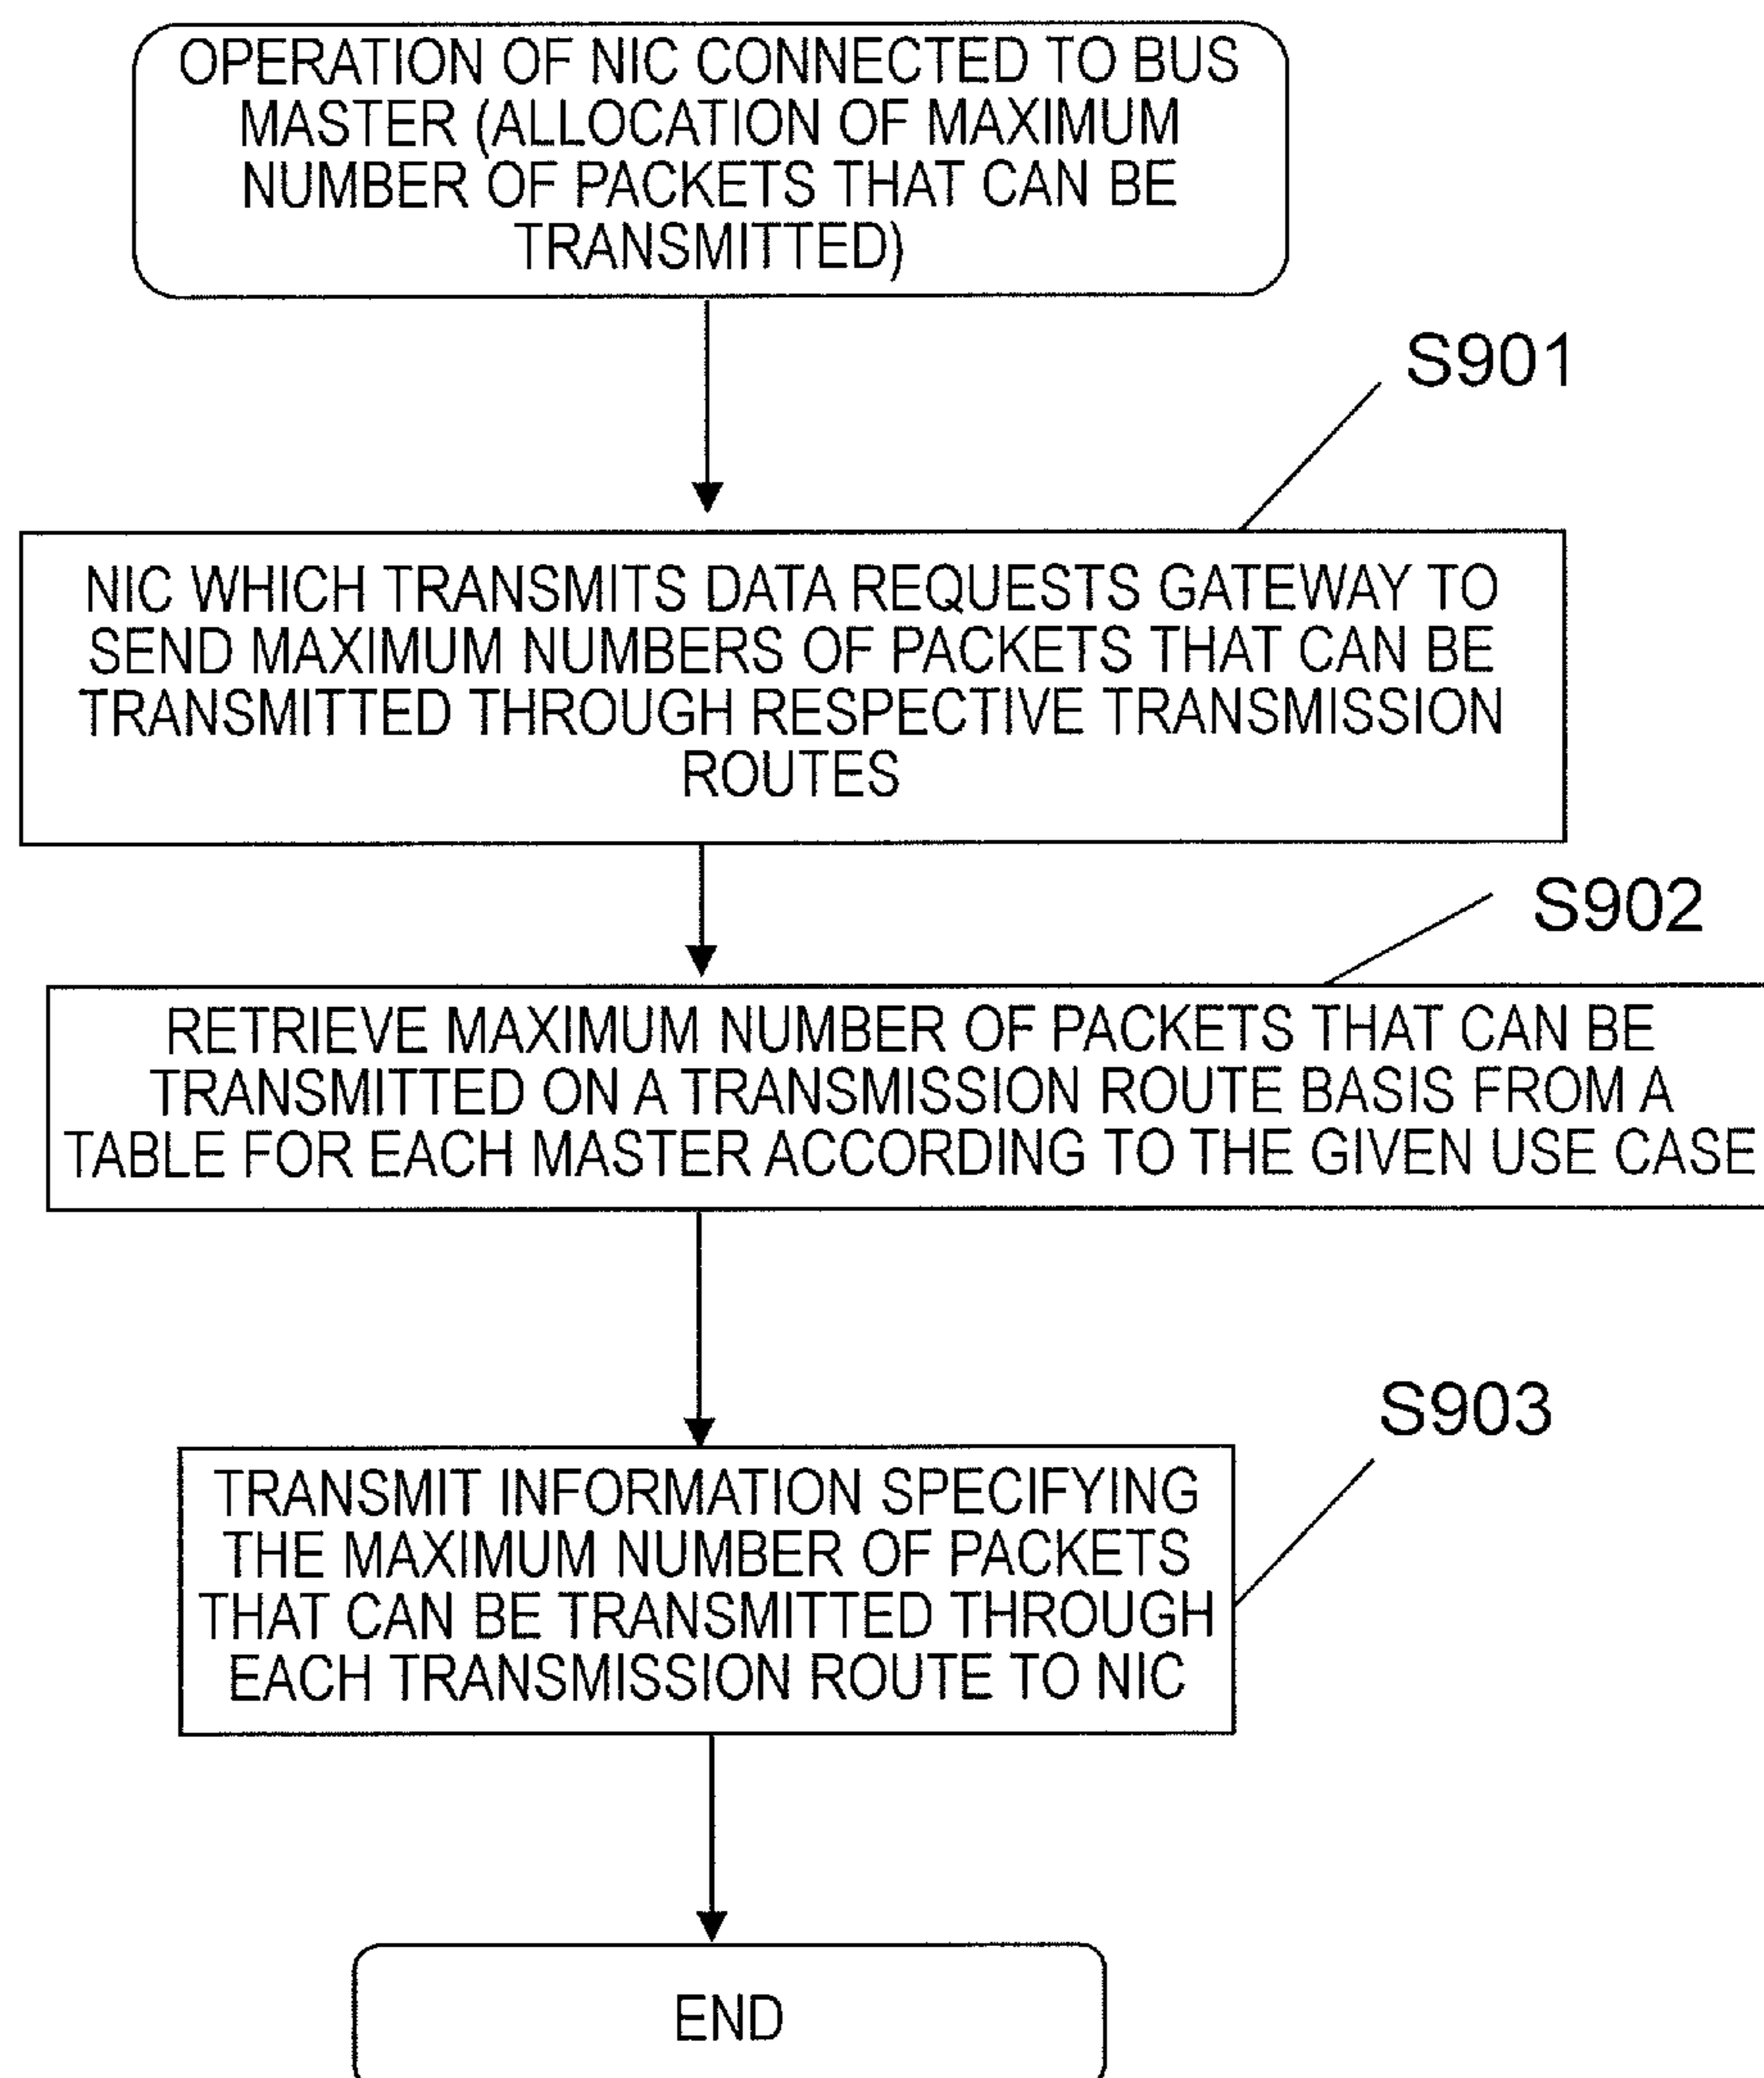 OPERATION OF NIC CONNECTED TO BUS
MASTER (ALLOCATION OF MAXIMUM
NUMBER OF PACKETS THAT CAN BE
TRANSMITTED)
S901
NIC WHICH TRANSMITS DATA REQUESTS GATEWAY TO
SEND MAXIMUM NUMBERS OF PACKETS THAT CAN BE
TRANSMITTED THROUGH RESPECTIVE TRANSMISSION
ROUTES
S902
RETRIEVE MAXIMUM NUMBER OF PACKETS THAT CAN BE
TRANSMITTED ON A TRANSMISSION ROUTE BASIS FROM A
TABLE FOR EACH MASTER ACCORDING TO THE GIVEN USE CASE
S903
TRANSMIT INFORMATION SPECIFYING
THE MAXIMUM NUMBER OF PACKETS
THAT CAN BE TRANSMITTED THROUGH
EACH TRANSMISSION ROUTE TO NIC
END